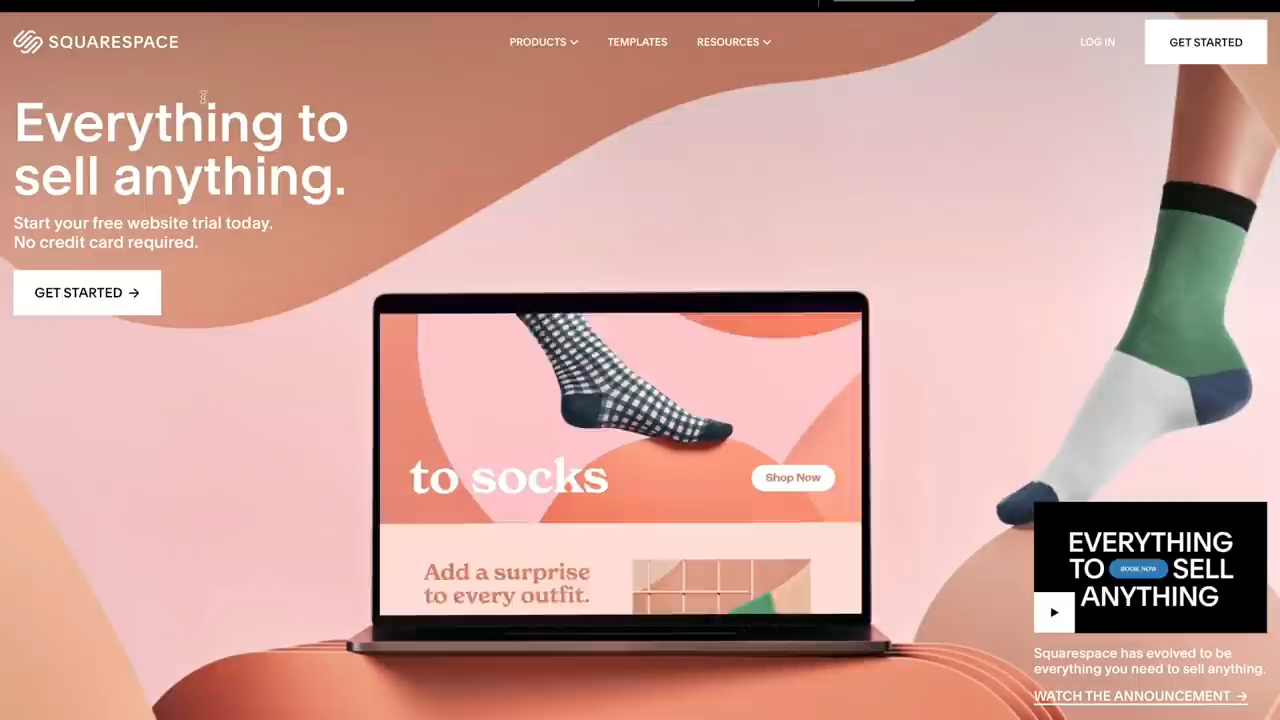 SQUARESPACE
PRODUCTS
TEMPLATES
RESOURCES
LOG IN
GET STARTED
Everything to
sell anything.
Start your free website trial today.
No credit card required.
GET STARTED →
to socks
Shop Now
Add a surprise
to every outfit.
EVERYTHING
TO BOOK NOW SELL
ANYTHING
Squarespace has evolved to be
everything you need to sell anything.
WATCH THE ANNOUNCEMENT →